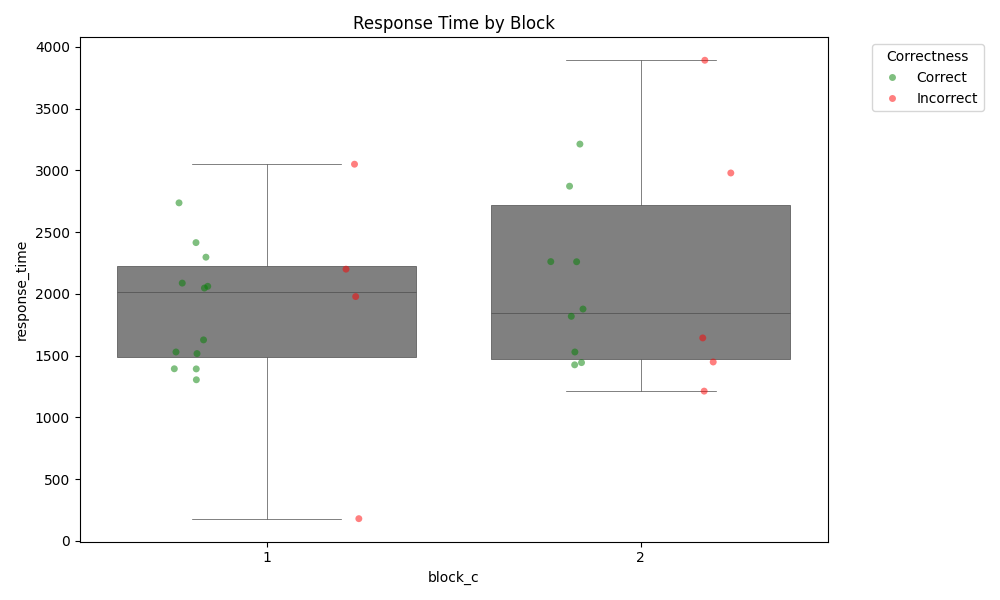 Response Time by Block
Correctness
Correct
Incorrect
response_time
4000
3500
3000
2500
2000
1500
1000
500
0
1
2
block_c